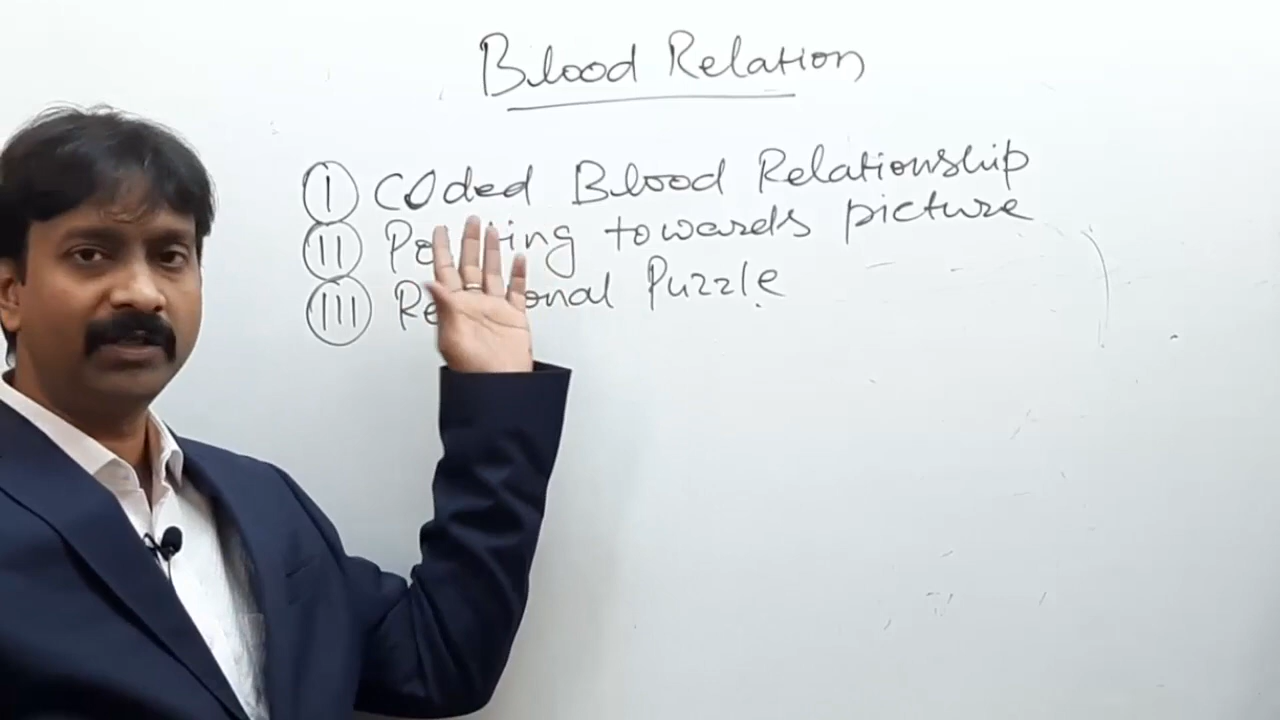 Blood Relation
I Coded Blood Relationship
II towards picture
III Puzzle